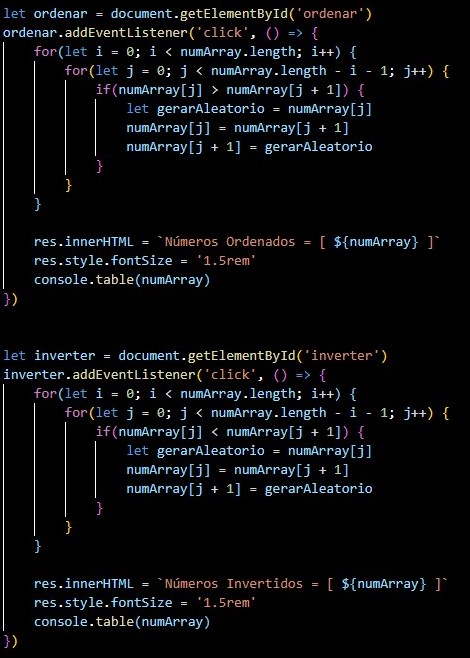 let ordenar = document.getElementById('ordenar')
ordenar.addEventListener('click', () => {
    for(let i = 0; i < numArray.length; i++) {
        for(let j = 0; j < numArray.length - i - 1; j++) {
            if(numArray[j] > numArray[j + 1]) {
                let gerarAleatorio = numArray[j]
                numArray[j] = numArray[j + 1]
                numArray[j + 1] = gerarAleatorio
            }
        }
    }

    res.innerHTML = `Números Ordenados = [ ${numArray} ]`
    res.style.fontSize = '1.5rem'
    console.table(numArray)
})

let inverter = document.getElementById('inverter')
inverter.addEventListener('click', () => {
    for(let i = 0; i < numArray.length; i++) {
        for(let j = 0; j < numArray.length - i - 1; j++) {
            if(numArray[j] < numArray[j + 1]) {
                let gerarAleatorio = numArray[j]
                numArray[j] = numArray[j + 1]
                numArray[j + 1] = gerarAleatorio
            }
        }
    }

    res.innerHTML = `Números Invertidos = [ ${numArray} ]`
    res.style.fontSize = '1.5rem'
    console.table(numArray)
})